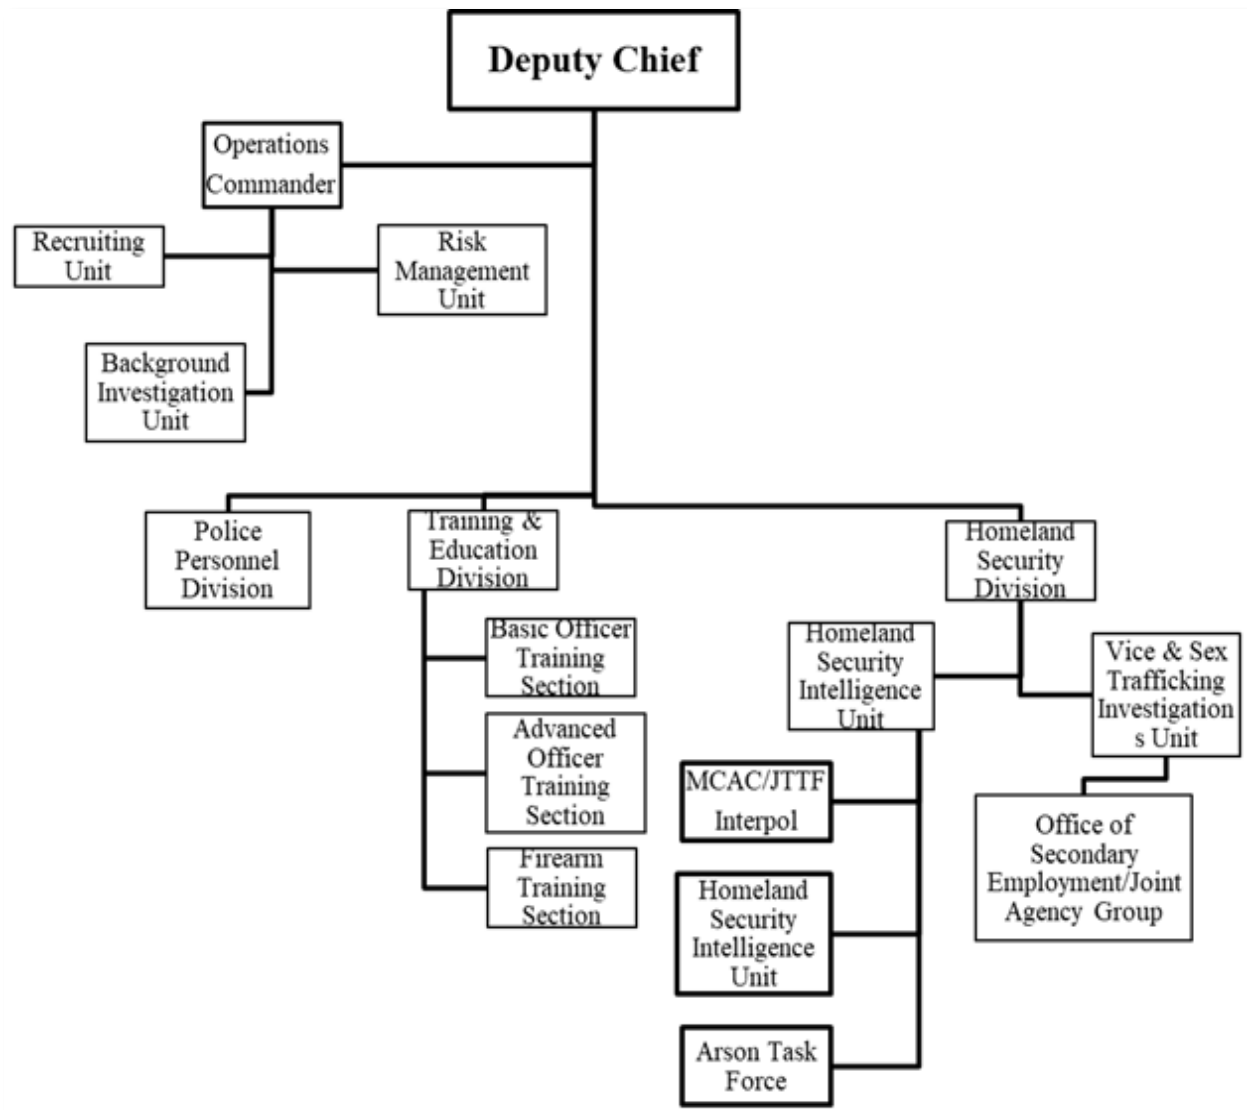 Deputy Chief
Operations
Commander
Recruiting
Unit
Risk
Management
Unit
Background
Investigation
Unit
Police
Personnel
Division
Training &
Education
Division
Homeland
Security
Division
Basic Officer
Training
Section
Advanced
Officer
Training
Section
Firearm
Training
Section
Homeland
Security
Intelligence
Unit
Vice & Sex
Trafficking
Investigation
s Unit
MCAC/JTTF
Interpol
Homeland
Security
Intelligence
Unit
Arson Task
Force
Office of
Secondary
Employment/Joint
Agency Group